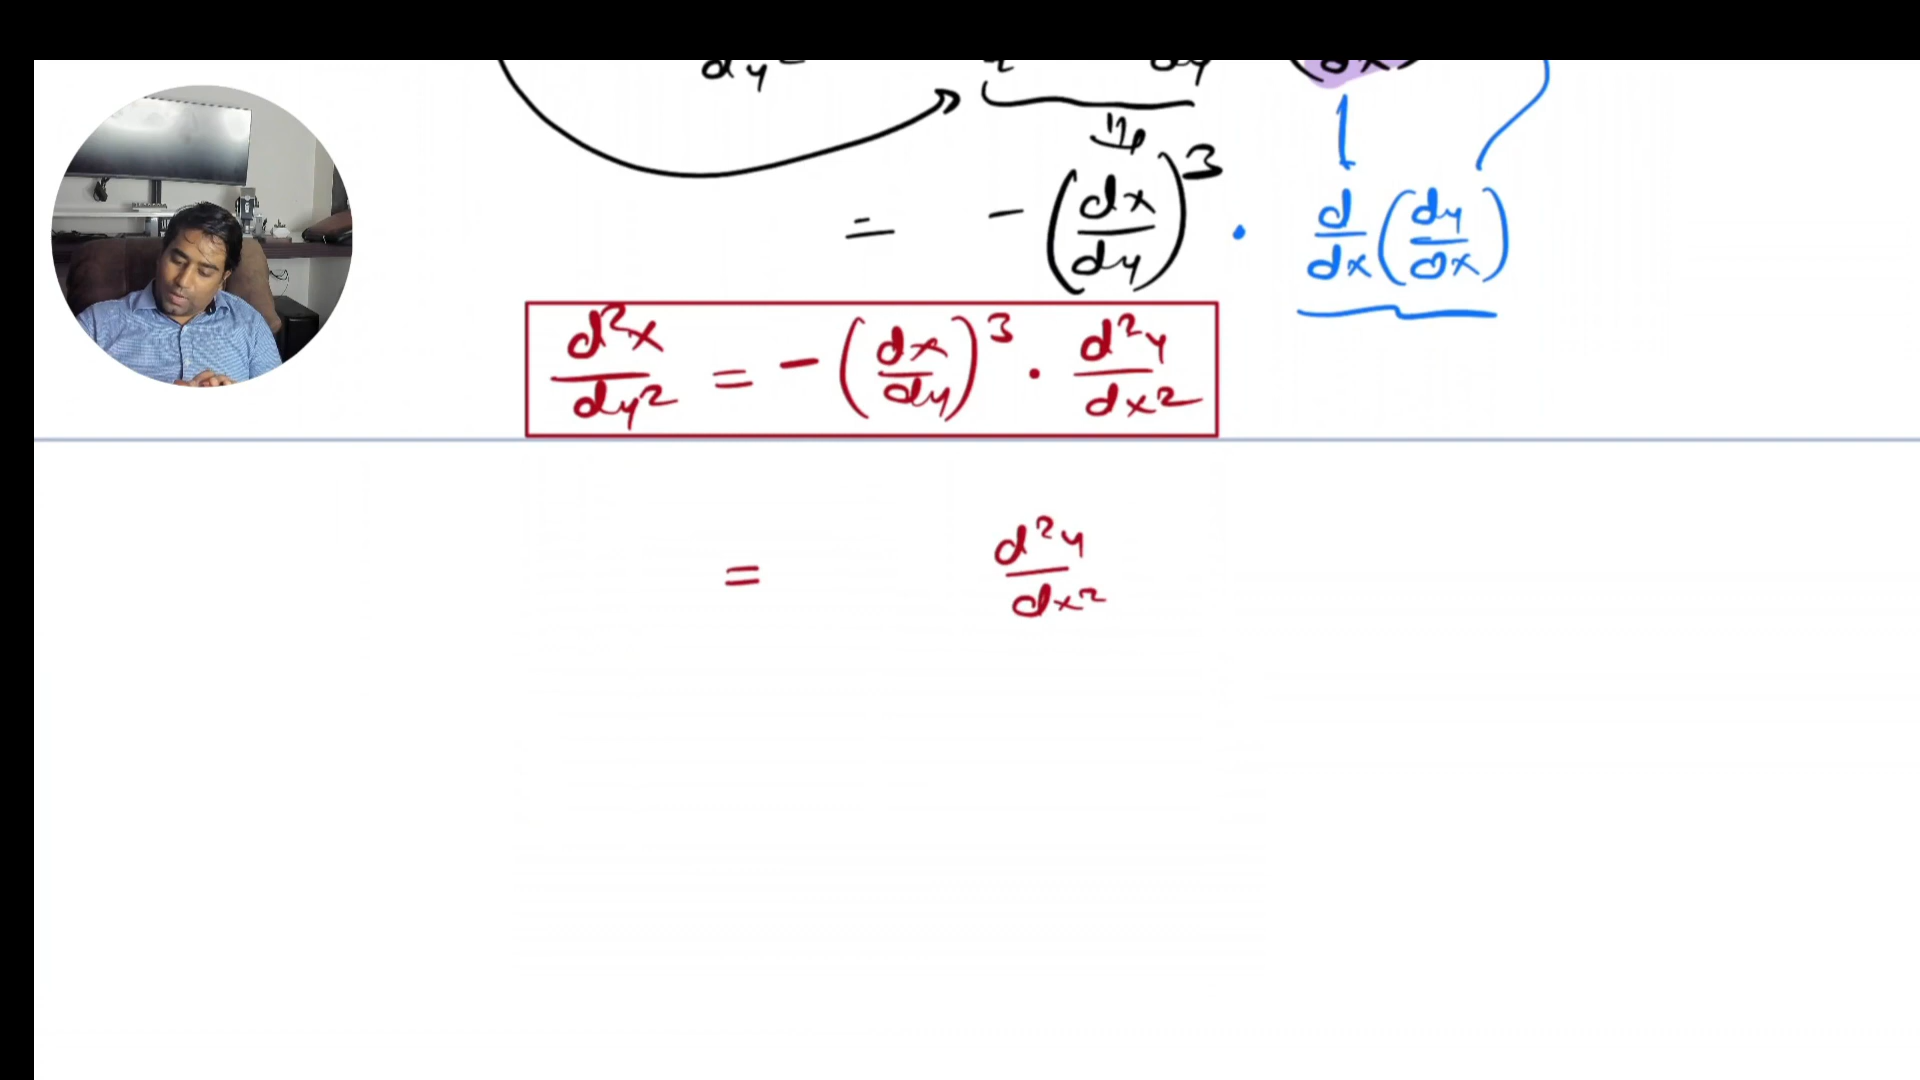 = - (dx/dy)^3 · d/dx (dy/dx)
d²x/dy² = - (dx/dy)^3 · d²y/dx²
= d²y/dx²